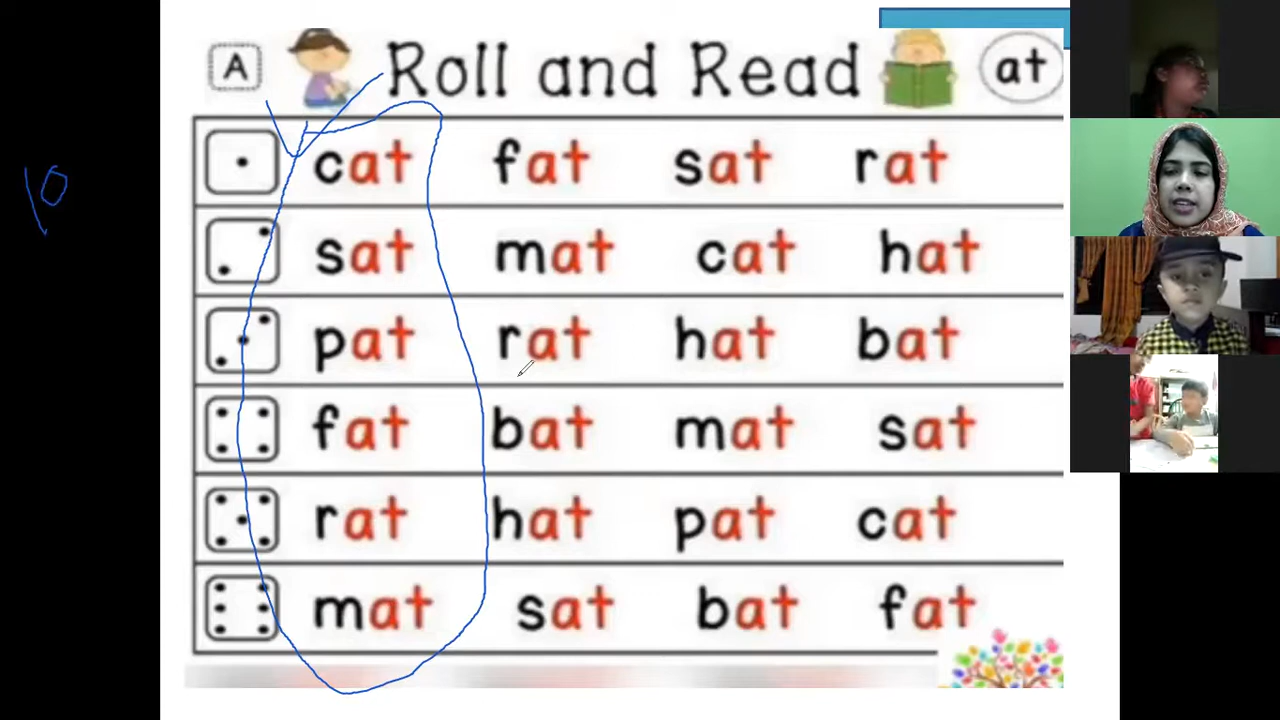 A Roll and Read at
cat fat sat rat
sat mat cat hat
pat rat hat bat
fat bat mat sat
rat hat pat cat
mat sat bat fat
10